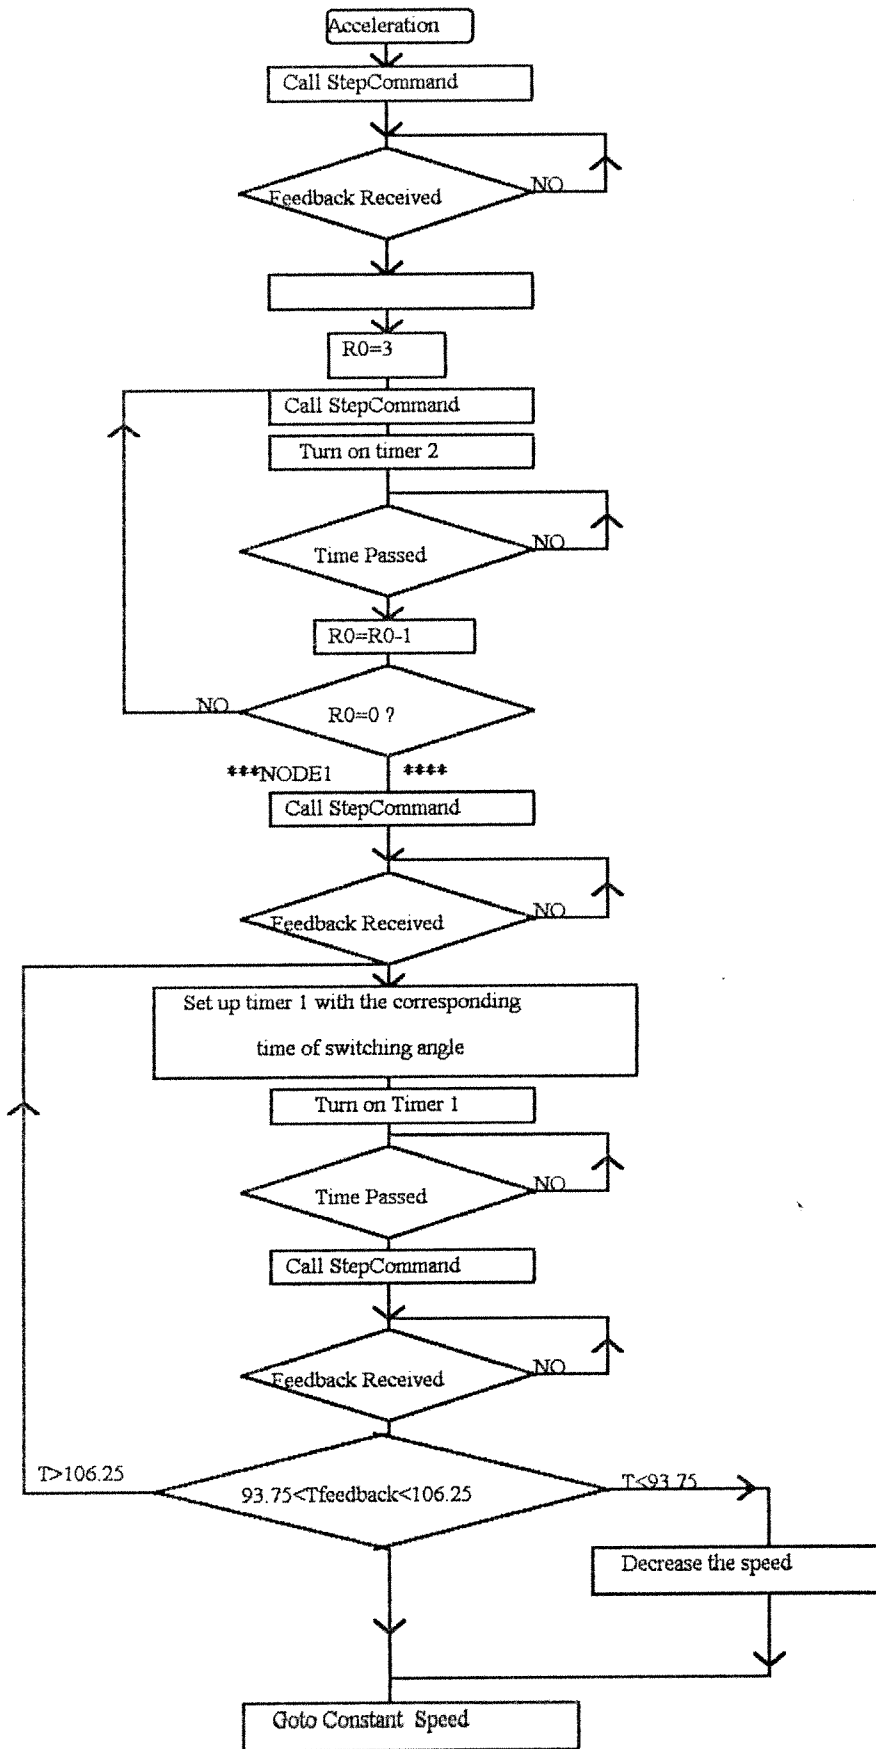 Acceleration
Call StepCommand
Feedback Received
NO
R0=3
Call StepCommand
Turn on timer 2
Time Passed
NO
R0=R0-1
NO
R0=0 ?
***NODE1 ****
Call StepCommand
Feedback Received
NO
Set up timer 1 with the corresponding
time of switching angle
Turn on Timer 1
Time Passed
NO
Call StepCommand
Feedback Received
NO
T>106.25
93.75<Tfeedback<106.25
T<93.75
Decrease the speed
Goto Constant Speed